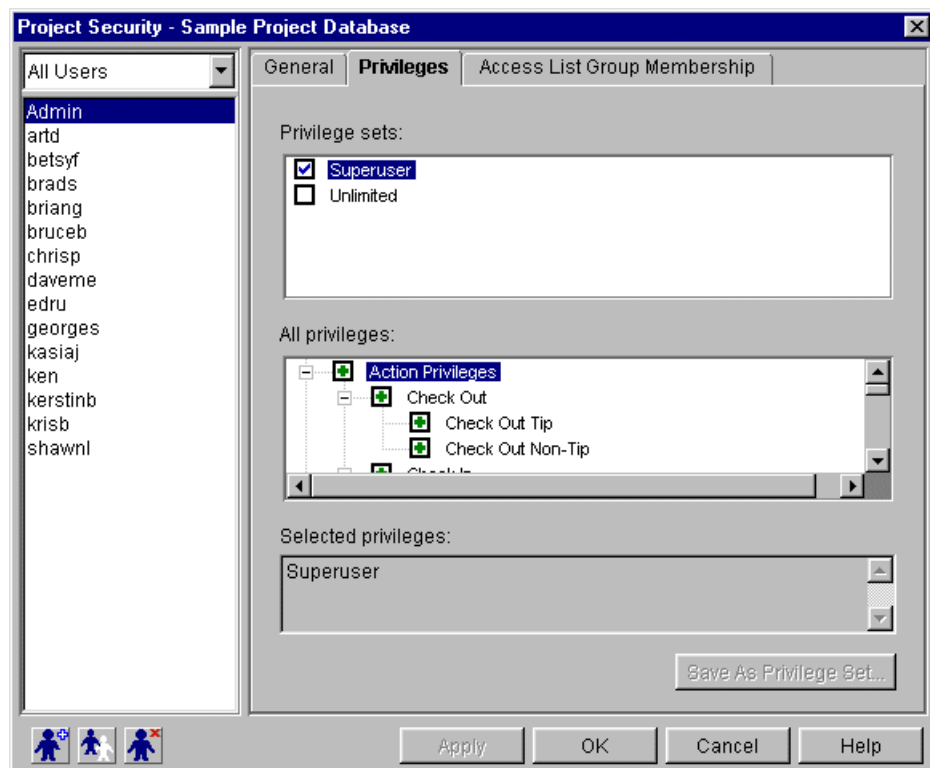 Project Security - Sample Project Database
All Users
Admin
artd
betsyf
brads
briang
bruceb
chrisp
daveme
edru
georges
kasiaj
ken
kerstinb
krisb
shawnl
General Privileges Access List Group Membership
Privilege sets:
Superuser
Unlimited
All privileges:
Action Privileges
Check Out
Check Out Tip
Check Out Non-Tip
Check In
Selected privileges:
Superuser
Save As Privilege Set...
Apply OK Cancel Help